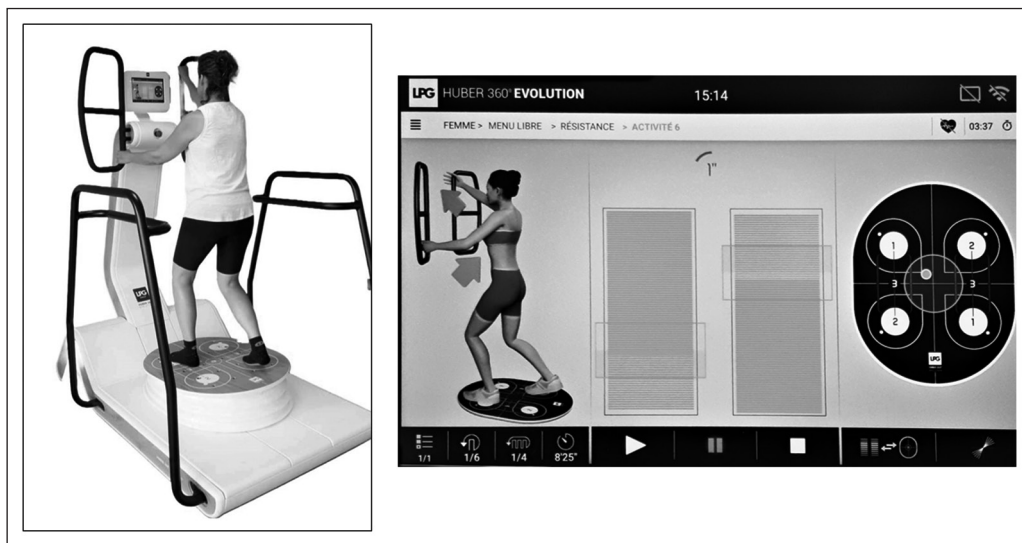 LPG
LPG HUBER 360° EVOLUTION 15:14
FEMME > MENU LIBRE > RÉSISTANCE > ACTIVITÉ 6 03:37
1"
1 2
3 3
2 1
LPG
1/1 1/6 1/4 8'25"